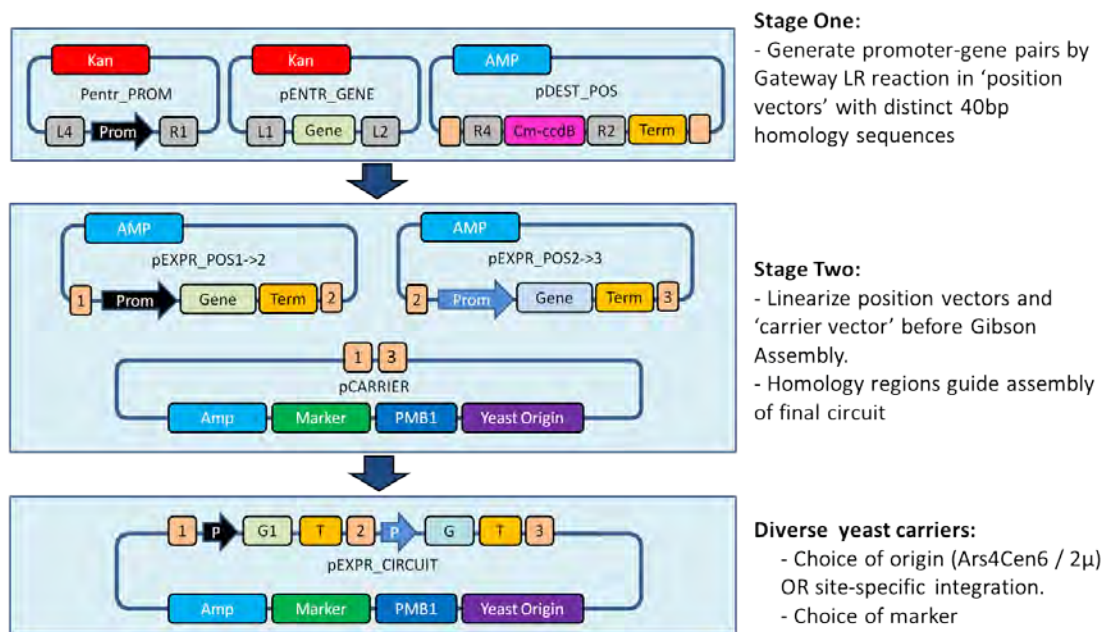 Stage One:
- Generate promoter-gene pairs by
Gateway LR reaction in ‘position
vectors’ with distinct 40bp
homology sequences
Kan
Pentr_PROM
L4 Prom R1
Kan
pENTR_GENE
L1 Gene L2
AMP
pDEST_POS
R4 Cm-ccdB R2 Term
Stage Two:
- Linearize position vectors and
‘carrier vector’ before Gibson
Assembly.
- Homology regions guide assembly
of final circuit
AMP
pEXPR_POS1->2
1 Prom Gene Term 2
AMP
pEXPR_POS2->3
2 Prom Gene Term 3
1 3
pCARRIER
Amp Marker PMB1 Yeast Origin
Diverse yeast carriers:
- Choice of origin (Ars4Cen6 / 2μ)
OR site-specific integration.
- Choice of marker
1 P G1 T 2 P G T 3
pEXPR_CIRCUIT
Amp Marker PMB1 Yeast Origin